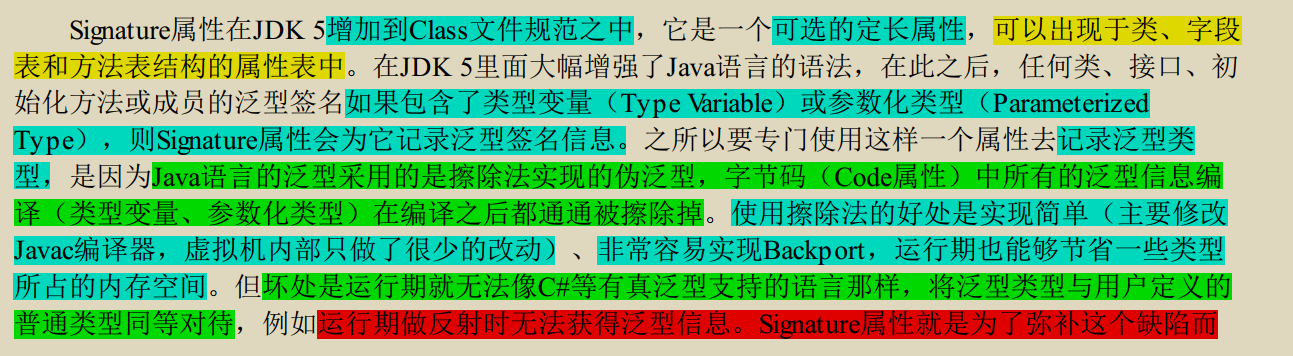 Signature属性在JDK 5增加到Class文件规范之中，它是一个可选的定长属性，可以出现于类、字段
表和方法表结构的属性表中。在JDK 5里面大幅增强了Java语言的语法，在此之后，任何类、接口、初
始化方法或成员的泛型签名如果包含了类型变量（Type Variable）或参数化类型（Parameterized
Type），则Signature属性会为它记录泛型签名信息。之所以要专门使用这样一个属性去记录泛型类
型，是因为Java语言的泛型采用的是擦除法实现的伪泛型，字节码（Code属性）中所有的泛型信息编
译（类型变量、参数化类型）在编译之后都通通被擦除掉。使用擦除法的好处是实现简单（主要修改
Javac编译器，虚拟机内部只做了很少的改动）、非常容易实现Backport，运行期也能够节省一些类型
所占的内存空间。但坏处是运行期就无法像C#等有真泛型支持的语言那样，将泛型类型与用户定义的
普通类型同等对待，例如运行期做反射时无法获得泛型信息。Signature属性就是为了弥补这个缺陷而